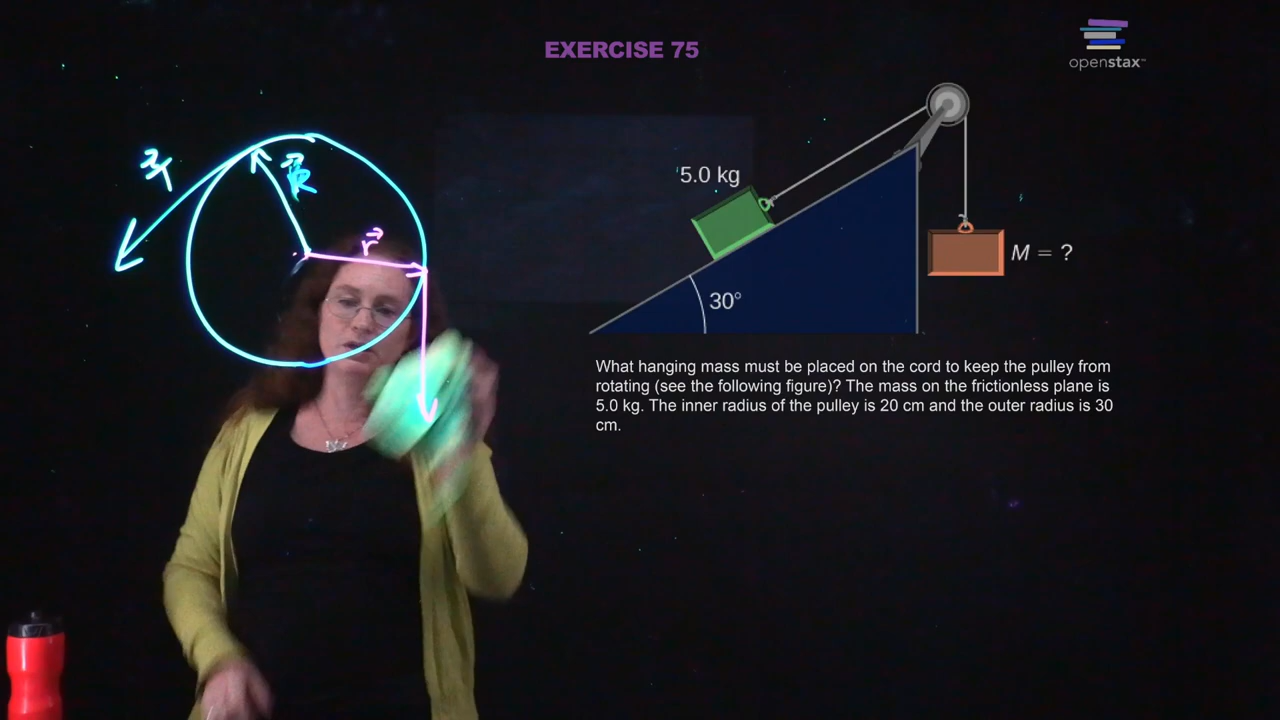 EXERCISE 75
openstax™
5.0 kg
30°
M = ?
What hanging mass must be placed on the cord to keep the pulley from
rotating (see the following figure)? The mass on the frictionless plane is
5.0 kg. The inner radius of the pulley is 20 cm and the outer radius is 30
cm.
R
r